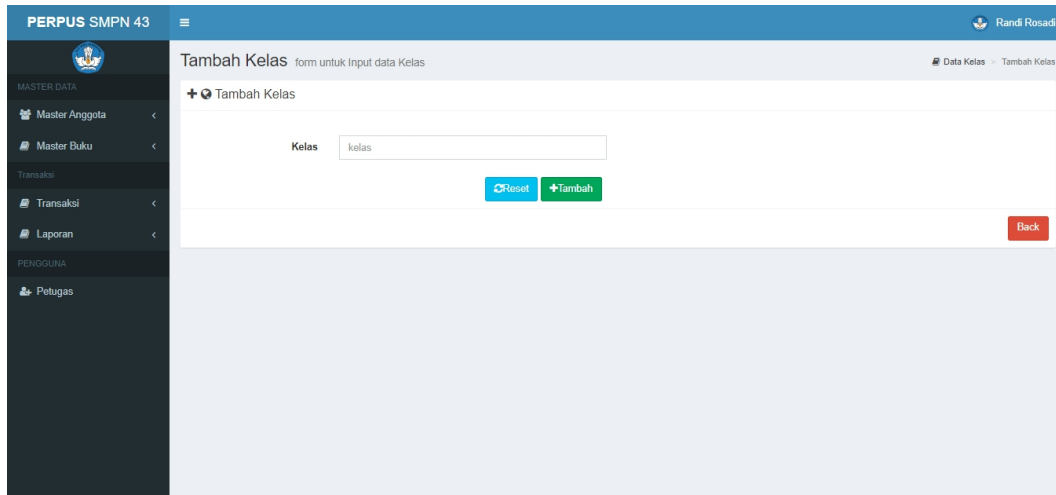 PERPUS SMPN 43
Randi Rosadi
Tambah Kelas form untuk Input data Kelas
Data Kelas > Tambah Kelas
MASTER DATA
Tambah Kelas
Master Anggota
Master Buku
Kelas
kelas
Transaksi
Reset
Tambah
Transaksi
Laporan
Back
PENGGUNA
Petugas